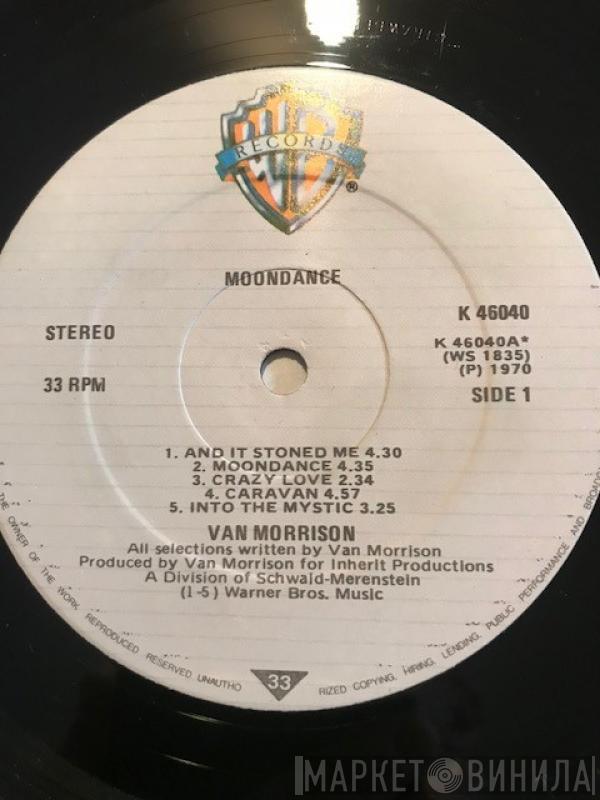 RECORDS
®
MOONDANCE
STEREO
K 46040
K 46040A*
(WS 1835)
(P) 1970
33 RPM
SIDE 1
1. AND IT STONED ME 4.30
2. MOONDANCE 4.35
3. CRAZY LOVE 2.34
4. CARAVAN 4.57
5. INTO THE MYSTIC 3.25
VAN MORRISON
All selections written by Van Morrison
Produced by Van Morrison for Inherit Productions
A Division of Schwaid-Merenstein
(1-5) Warner Bros. Music
THE OWNER OF THE WORK REPRODUCED RESERVED. UNAUTHO
33
RIZED COPYING. HIRING. LENDING. PUBLIC PERFORMANCE AND
МАРКЕТ ВИНИЛА